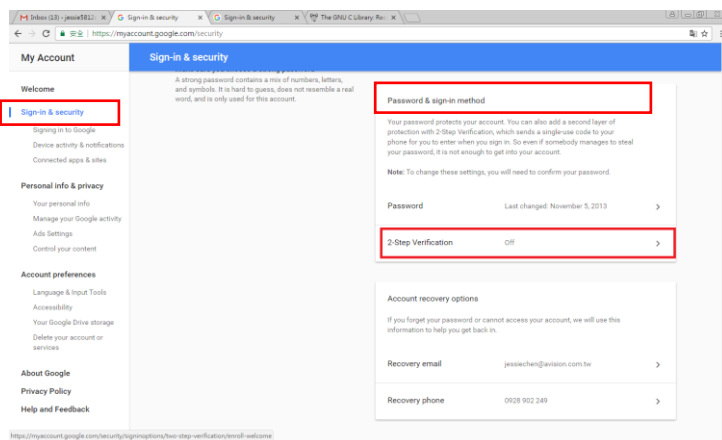 Inbox (13) - jessie5812
Sign-in & security
Sign-in & security
The GNU C Library: Re
安全 | https://myaccount.google.com/security
My Account
Sign-in & security
Welcome
Sign-in & security
Signing in to Google
Device activity & notifications
Connected apps & sites
Personal info & privacy
Your personal info
Manage your Google activity
Ads Settings
Control your content
Account preferences
Language & Input Tools
Accessibility
Your Google Drive storage
Delete your account or
services
About Google
Privacy Policy
Help and Feedback
A strong password contains a mix of numbers, letters,
and symbols. It is hard to guess, does not resemble a real
word, and is only used for this account.
Password & sign-in method
Your password protects your account. You can also add a second layer of
protection with 2-Step Verification, which sends a single-use code to your
phone for you to enter when you sign in. So even if somebody manages to steal
your password, it is not enough to get into your account.
Note: To change these settings, you will need to confirm your password.
Password Last changed: November 5, 2013
2-Step Verification Off
Account recovery options
If you forget your password or cannot access your account, we will use this
information to help you get back in.
Recovery email jessiechen@avision.com.tw
Recovery phone 0928 902 249
https://myaccount.google.com/security/signinoptions/two-step-verification/enroll-welcome